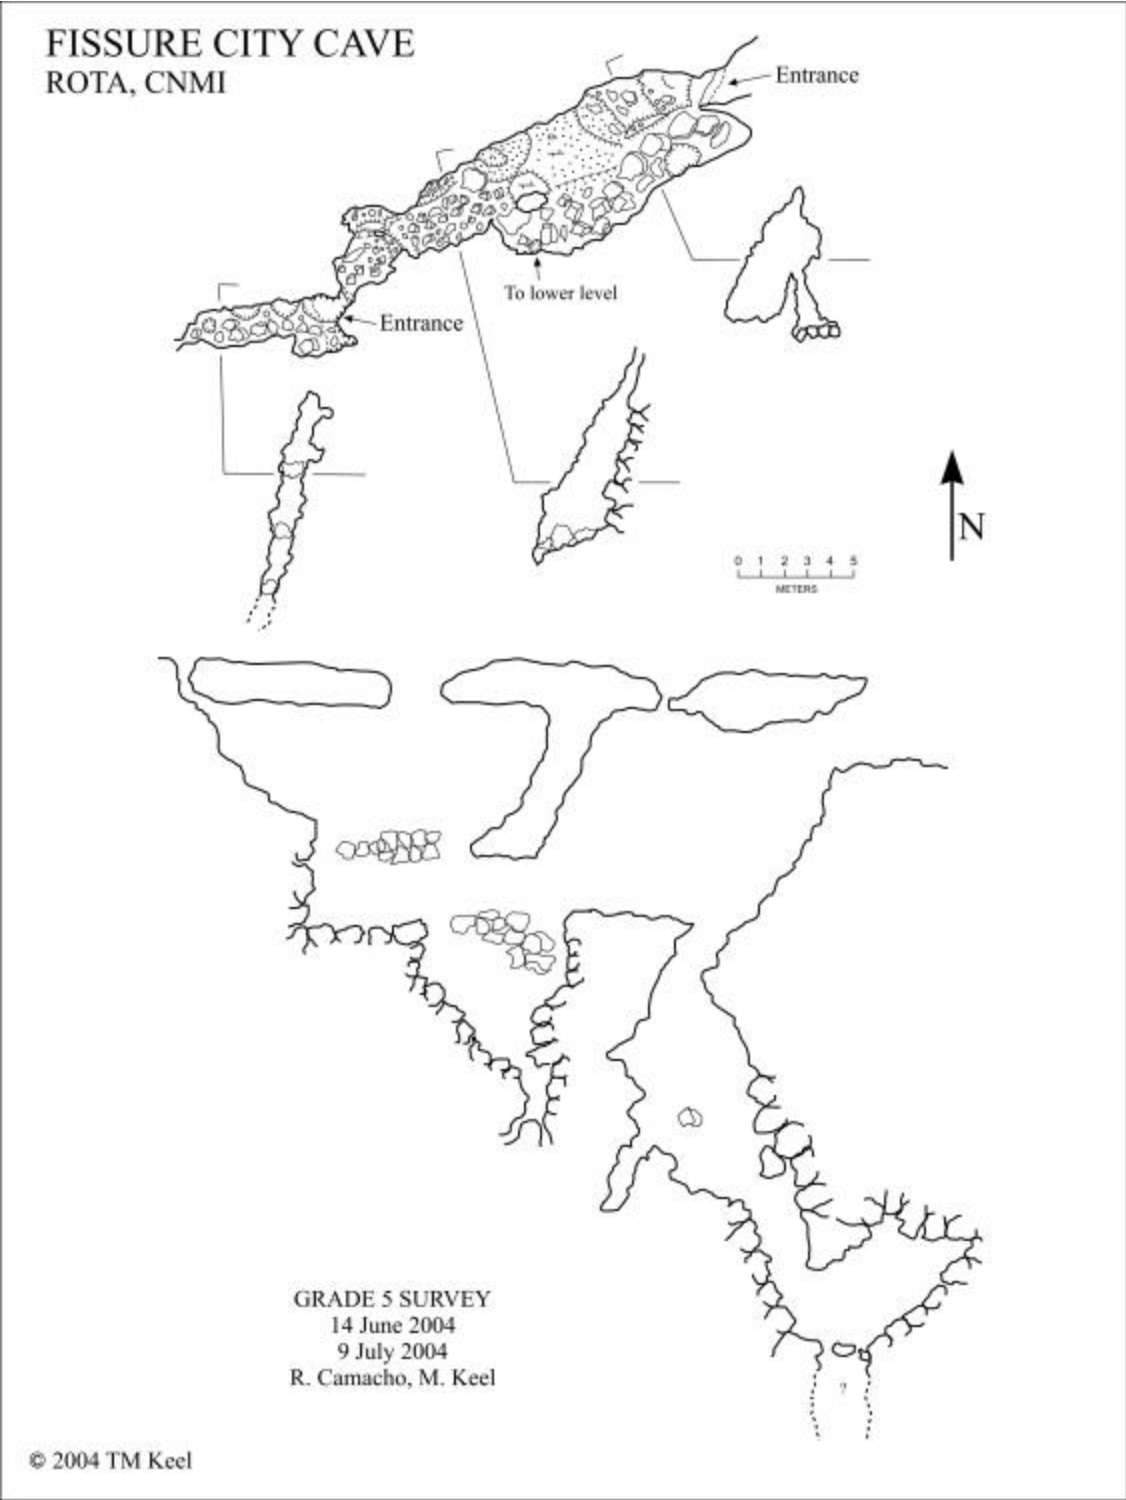 FISSURE CITY CAVE
ROTA, CNMI
Entrance
To lower level
Entrance
N
0 1 2 3 4 5
METERS
GRADE 5 SURVEY
14 June 2004
9 July 2004
R. Camacho, M. Keel
?
© 2004 TM Keel